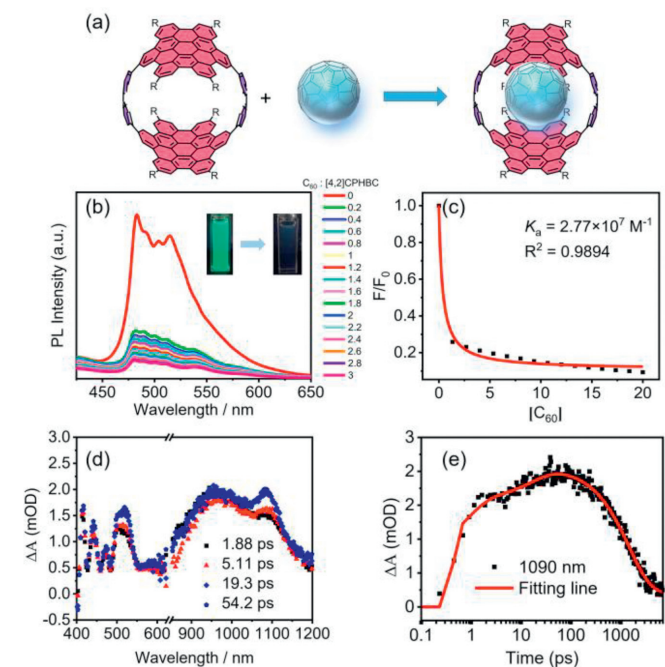 (a)
R
R
R
R
R
R
R
R
+
R
R
R
R
R
R
R
R
(b)
C60 : [4,2]CPHBC
0
0.2
0.4
0.6
0.8
1
1.2
1.4
1.6
1.8
2
2.2
2.4
2.6
2.8
3
PL Intensity (a.u.)
450 500 550 600 650
Wavelength / nm
(c)
Ka = 2.77×10⁷ M⁻¹
R² = 0.9894
F/F₀
1.0
0.8
0.6
0.4
0.2
0 5 10 15 20
[C₆₀]
(d)
ΔA (mOD)
3.0
2.5
2.0
1.5
1.0
0.5
0.0
-0.5
1.88 ps
5.11 ps
19.3 ps
54.2 ps
400 500 600 900 1000 1100 1200
Wavelength / nm
(e)
ΔA (mOD)
3
2
2
1
1
0
1090 nm
Fitting line
0.1 1 10 100 1000
Time (ps)